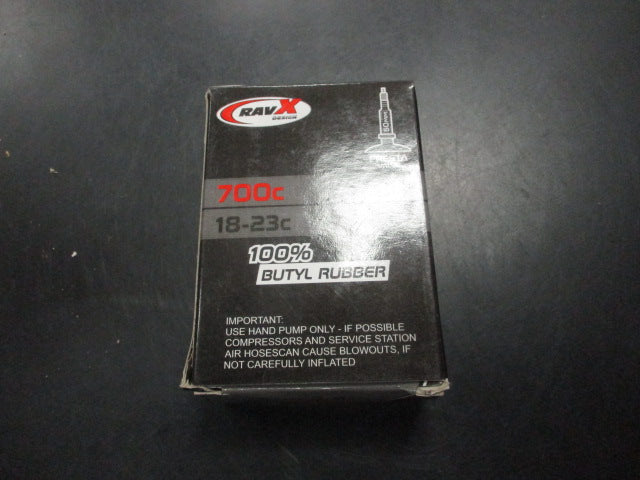 RAVX
DESIGN
60mm
700c
18-23c
100%
BUTYL RUBBER
IMPORTANT:
USE HAND PUMP ONLY - IF POSSIBLE
COMPRESSORS AND SERVICE STATION
AIR HOSESCAN CAUSE BLOWOUTS, IF
NOT CAREFULLY INFLATED